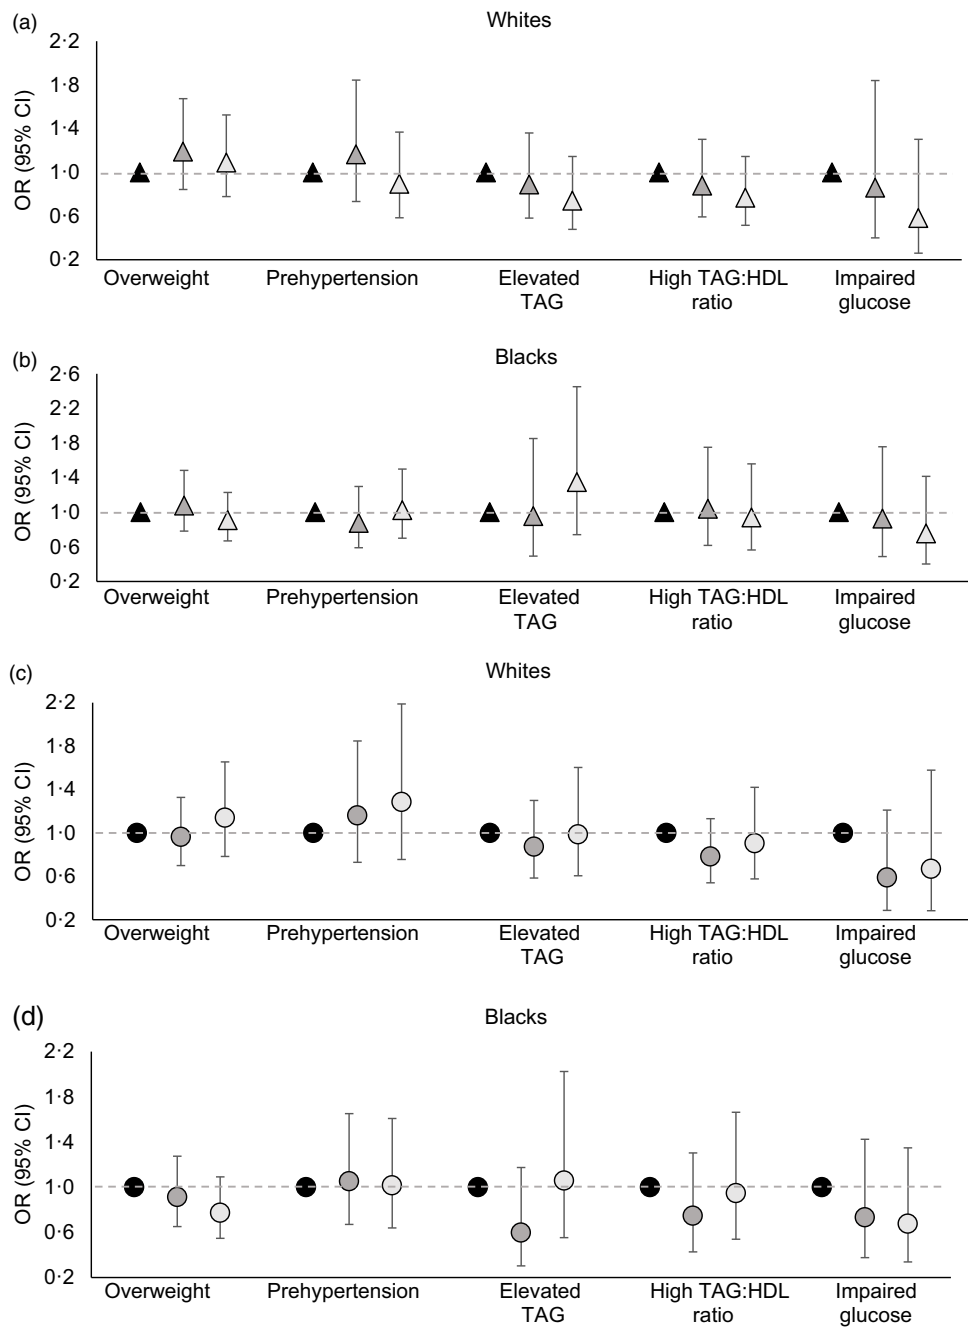 (a)
Whites
2·2
1·8
1·4
1·0
0·6
0·2
OR (95% CI)
Overweight Prehypertension Elevated High TAG:HDL Impaired
TAG ratio glucose
(b)
Blacks
2·6
2·2
1·8
1·4
1·0
0·6
0·2
OR (95% CI)
Overweight Prehypertension Elevated High TAG:HDL Impaired
TAG ratio glucose
(c)
Whites
2·2
1·8
1·4
1·0
0·6
0·2
OR (95% CI)
Overweight Prehypertension Elevated High TAG:HDL Impaired
TAG ratio glucose
(d)
Blacks
2·2
1·8
1·4
1·0
0·6
0·2
OR (95% CI)
Overweight Prehypertension Elevated High TAG:HDL Impaired
TAG ratio glucose